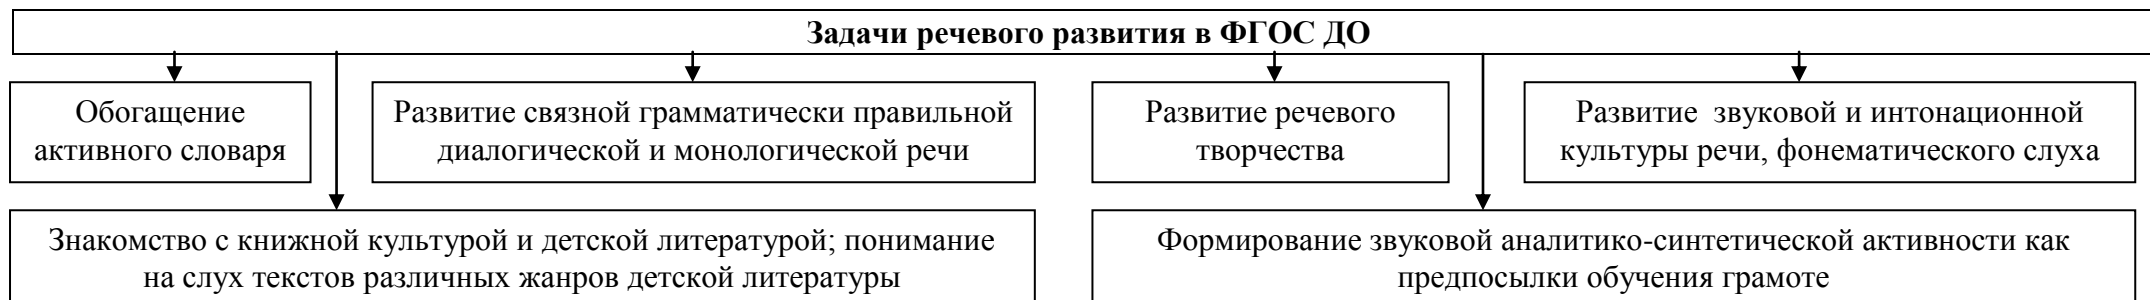 Задачи речевого развития в ФГОС ДО
Обогащение
активного словаря
Развитие связной грамматически правильной
диалогической и монологической речи
Развитие речевого
творчества
Развитие звуковой и интонационной
культуры речи, фонематического слуха
Знакомство с книжной культурой и детской литературой; понимание
на слух текстов различных жанров детской литературы
Формирование звуковой аналитико-синтетической активности как
предпосылки обучения грамоте